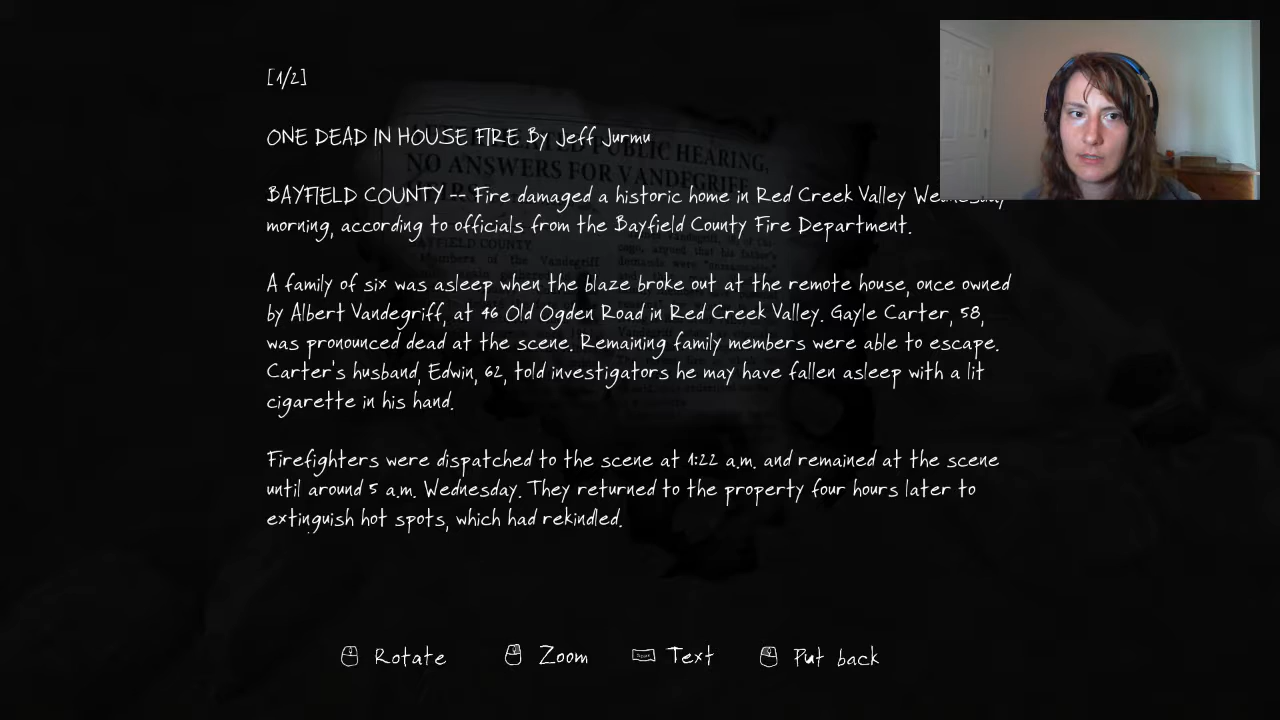 [1/2]
ONE DEAD IN HOUSE FIRE By Jeff Jurmu
PUBLIC HEARING,
NO ANSWERS FOR VANDEGRIFF
BAYFIELD COUNTY -- Fire damaged a historic home in Red Creek Valley Wednesday
morning, according to officials from the Bayfield County Fire Department.
A family of six was asleep when the blaze broke out at the remote house, once owned
by Albert Vandegriff, at 46 Old Ogden Road in Red Creek Valley. Gayle Carter, 58,
was pronounced dead at the scene. Remaining family members were able to escape.
Carter's husband, Edwin, 62, told investigators he may have fallen asleep with a lit
cigarette in his hand.
Firefighters were dispatched to the scene at 1:22 a.m. and remained at the scene
until around 5 a.m. Wednesday. They returned to the property four hours later to
extinguish hot spots, which had rekindled.
Rotate Zoom Text Put back